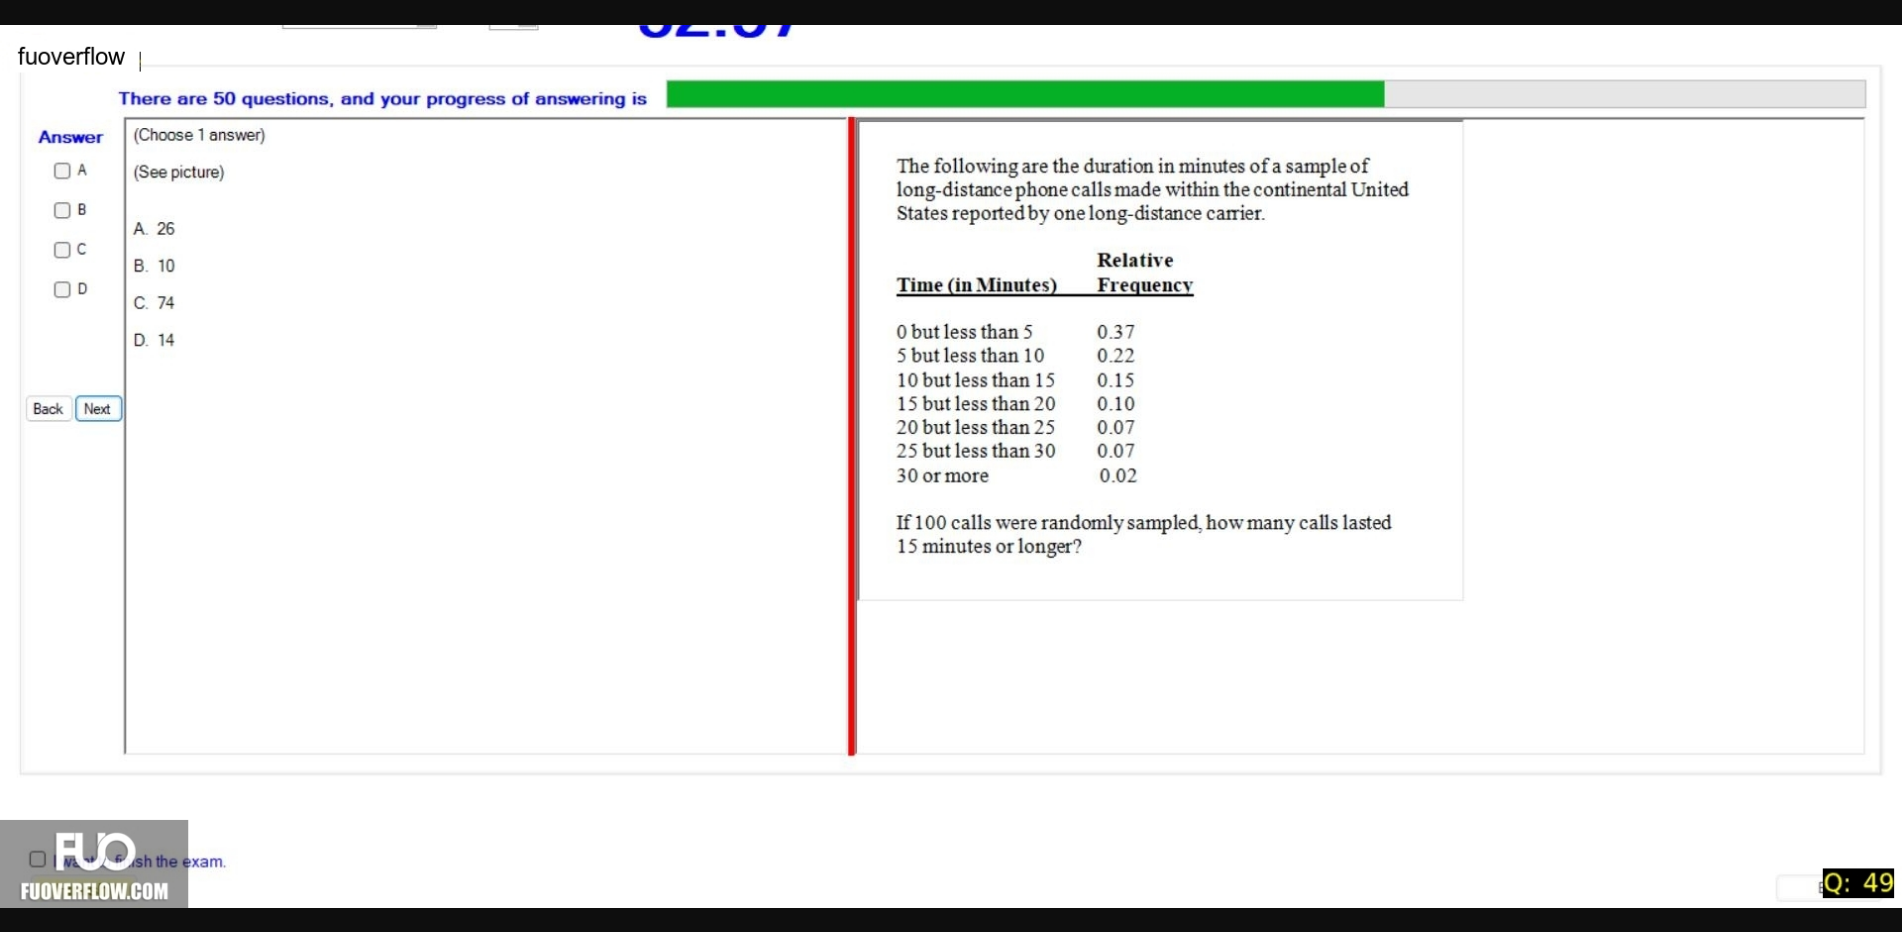 fuoverflow
There are 50 questions, and your progress of answering is
Answer
A
B
C
D
Back Next
(Choose 1 answer)
(See picture)
A. 26
B. 10
C. 74
D. 14
The following are the duration in minutes of a sample of
long-distance phone calls made within the continental United
States reported by one long-distance carrier.
Relative
Time (in Minutes) Frequency
0 but less than 5 0.37
5 but less than 10 0.22
10 but less than 15 0.15
15 but less than 20 0.10
20 but less than 25 0.07
25 but less than 30 0.07
30 or more 0.02
If 100 calls were randomly sampled, how many calls lasted
15 minutes or longer?
FUO
the exam.
FUOVERFLOW.COM
Q: 49